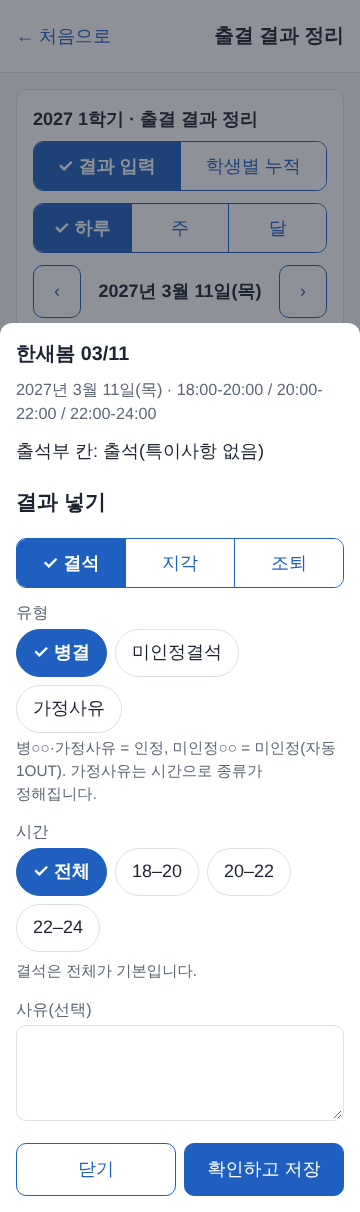 ← 처음으로
출결 결과 정리
2027 1학기 · 출결 결과 정리
✓ 결과 입력
학생별 누적
✓ 하루
주
달
‹
2027년 3월 11일(목)
›
한새봄 03/11
2027년 3월 11일(목) · 18:00-20:00 / 20:00-
22:00 / 22:00-24:00
출석부 칸: 출석(특이사항 없음)
결과 넣기
✓ 결석
지각
조퇴
유형
✓ 병결
미인정결석
가정사유
병○○·가정사유 = 인정, 미인정○○ = 미인정(자동
1OUT). 가정사유는 시간으로 종류가
정해집니다.
시간
✓ 전체
18–20
20–22
22–24
결석은 전체가 기본입니다.
사유(선택)
닫기
확인하고 저장